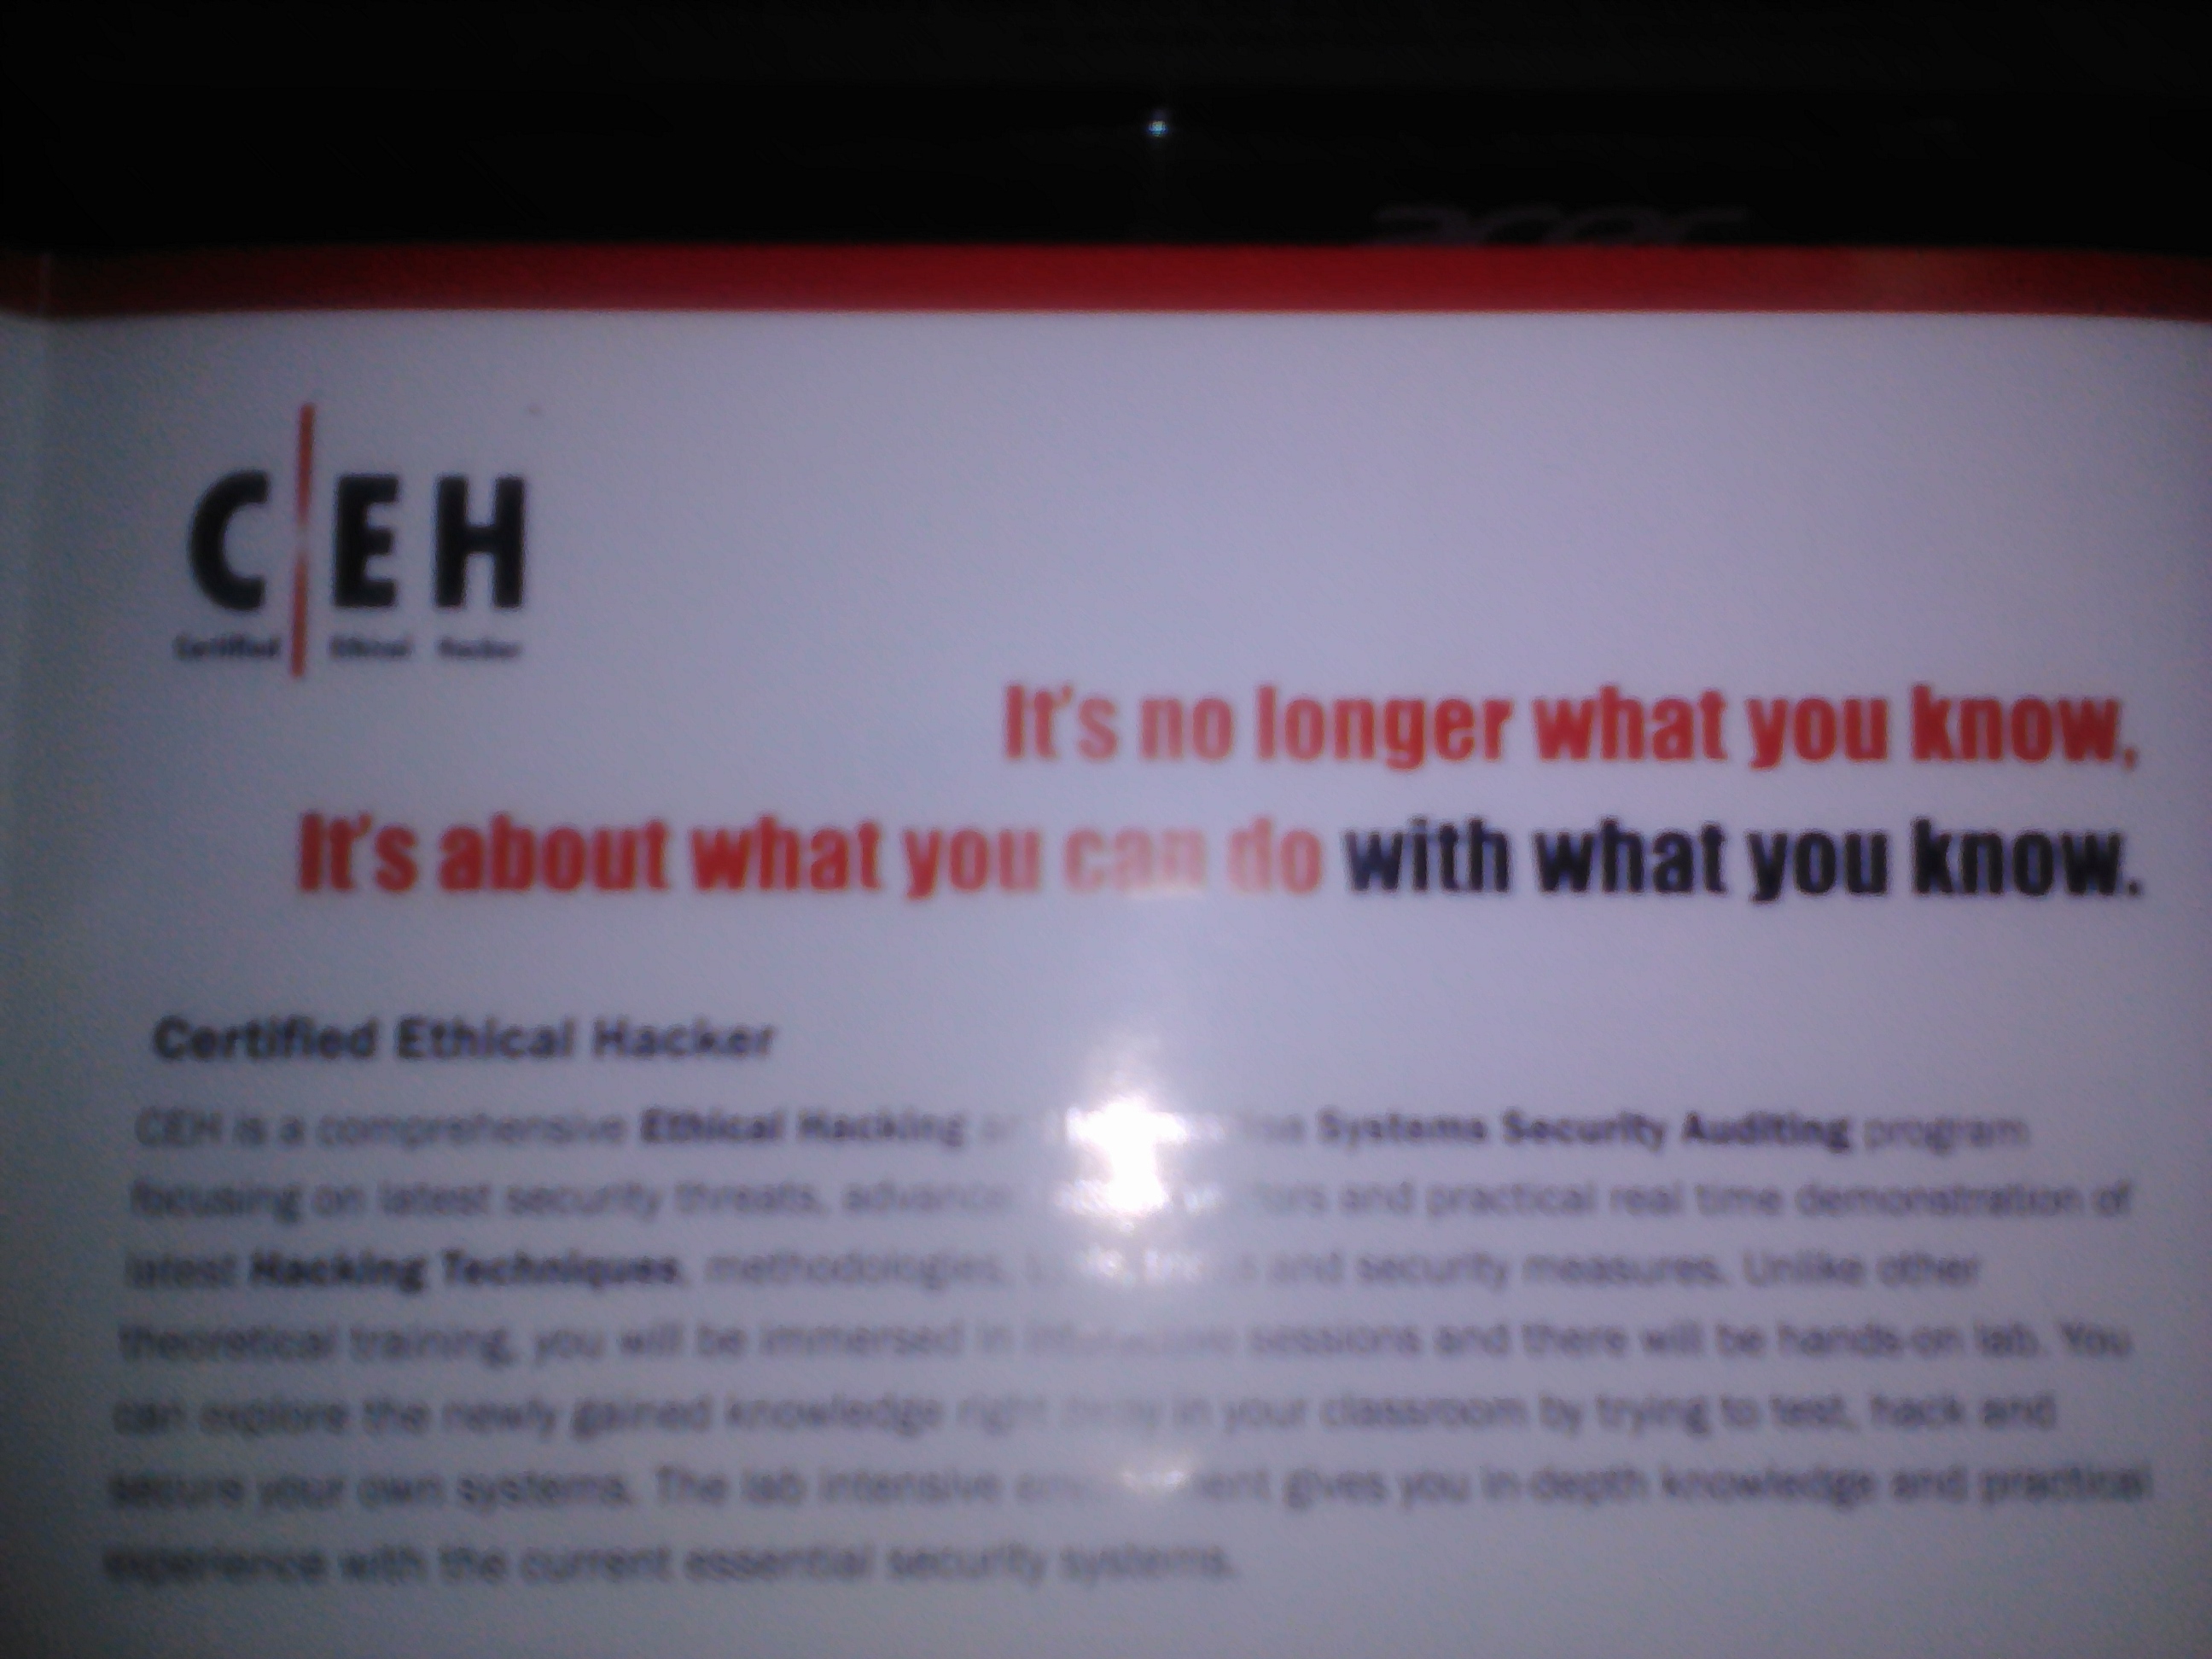 acer
C EH
Certified Ethical Hacker
It's no longer what you know,
It's about what you can do with what you know.
Certified Ethical Hacker
CEH is a comprehensive Ethical Hacking Systems Security Auditing program
focusing on latest security threats, and practical real time demonstration of
latest Hacking Techniques, methodologies, and security measures. Unlike other
theoretical training, you will be immersed in sessions and there will be hands-on lab. You
can explore the newly gained knowledge right in your classroom by trying to test, hack and
secure your own systems. The lab intensive gives you in-depth knowledge and practical
experience with the current essential security systems.